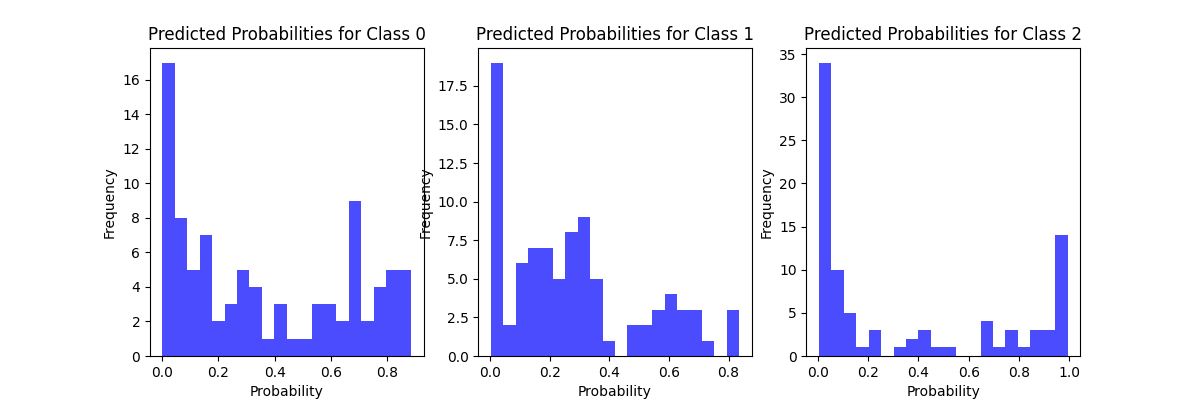 Predicted Probabilities for Class 0
Frequency
16
14
12
10
8
6
4
2
0
0.0 0.2 0.4 0.6 0.8
Probability
Predicted Probabilities for Class 1
Frequency
17.5
15.0
12.5
10.0
7.5
5.0
2.5
0.0
0.0 0.2 0.4 0.6 0.8
Probability
Predicted Probabilities for Class 2
Frequency
35
30
25
20
15
10
5
0
0.0 0.2 0.4 0.6 0.8 1.0
Probability